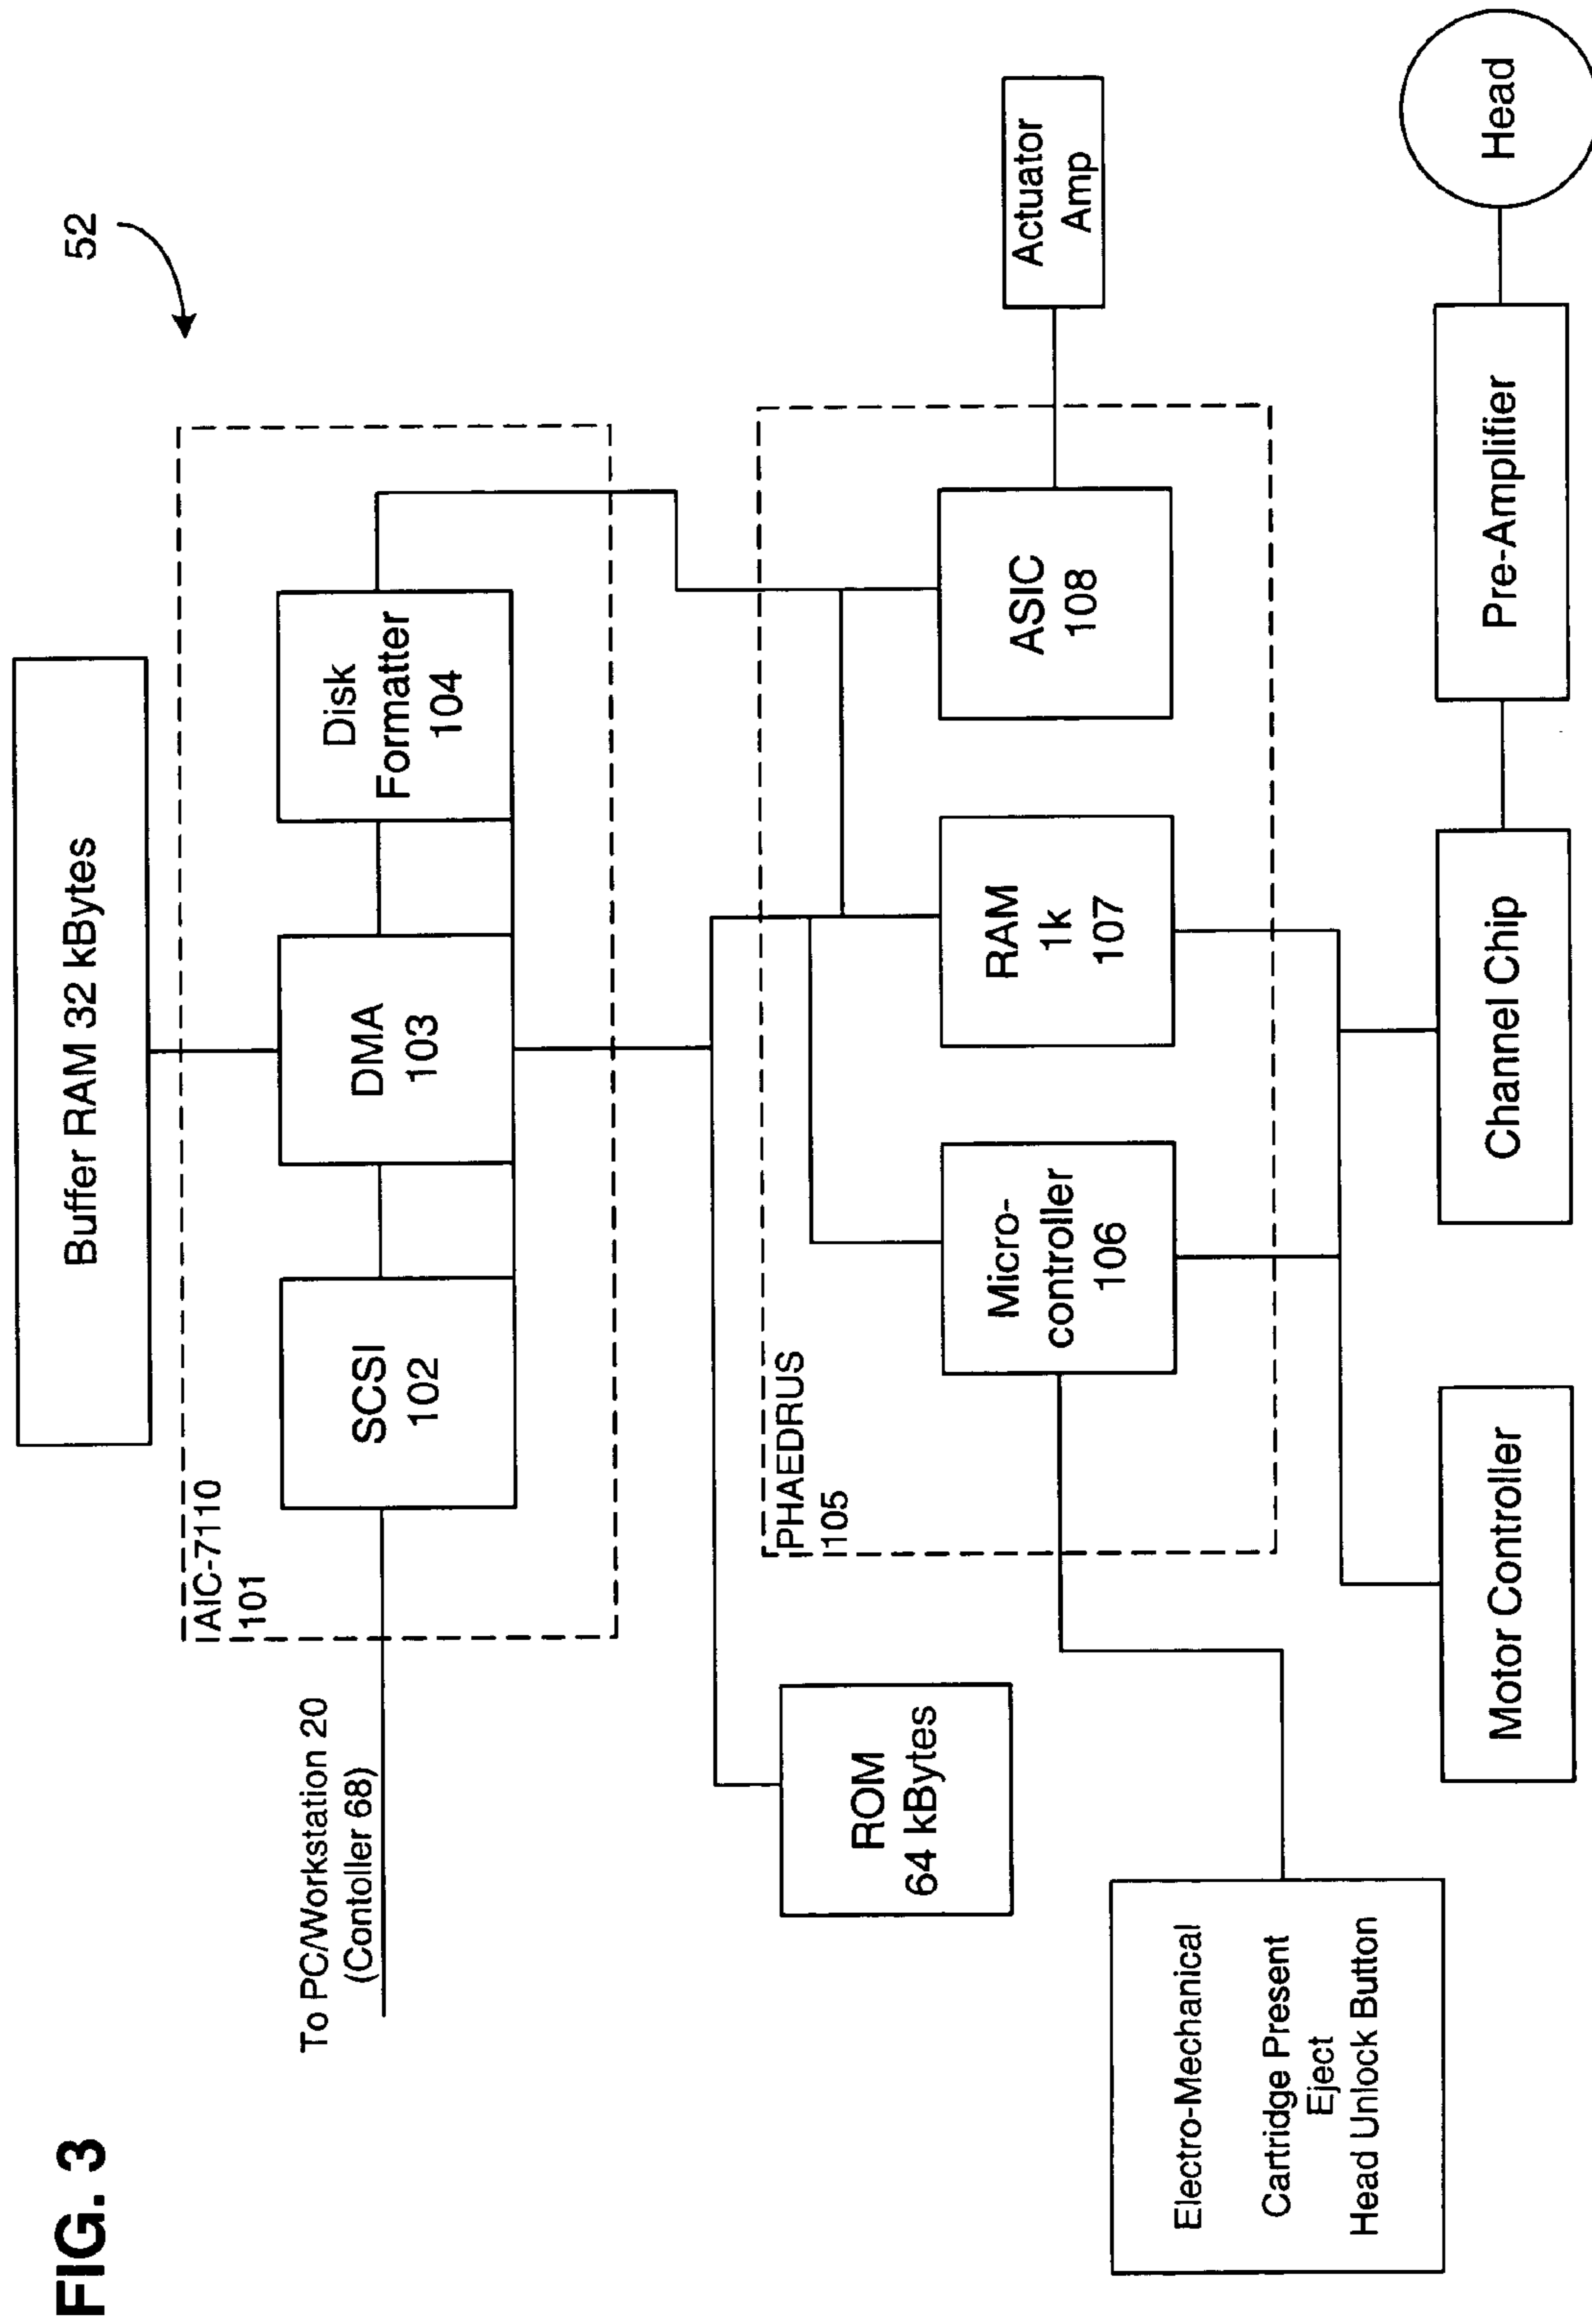 FIG. 3
52
Buffer RAM 32 kBytes
AIC-7110
101
To PC/Workstation 20
(Contoller 68)
SCSI
102
DMA
103
Disk
Formatter
104
ROM
64 kBytes
PHAEDRUS
105
Micro-
controller
106
RAM
1k
107
ASIC
108
Actuator
Amp
Electro-Mechanical
Cartridge Present
Eject
Head Unlock Button
Motor Controller
Channel Chip
Pre-Amplifier
Head